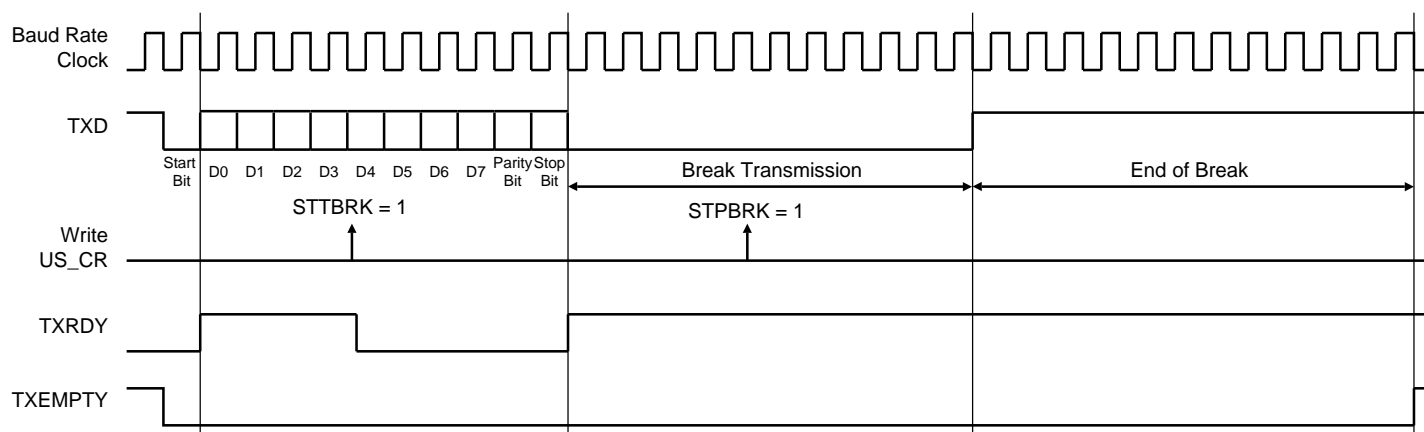 Baud Rate
Clock
TXD
Start
Bit
D0 D1 D2 D3 D4 D5 D6 D7
Parity
Bit
Stop
Bit
Break Transmission
End of Break
STTBRK = 1
STPBRK = 1
Write
US_CR
TXRDY
TXEMPTY